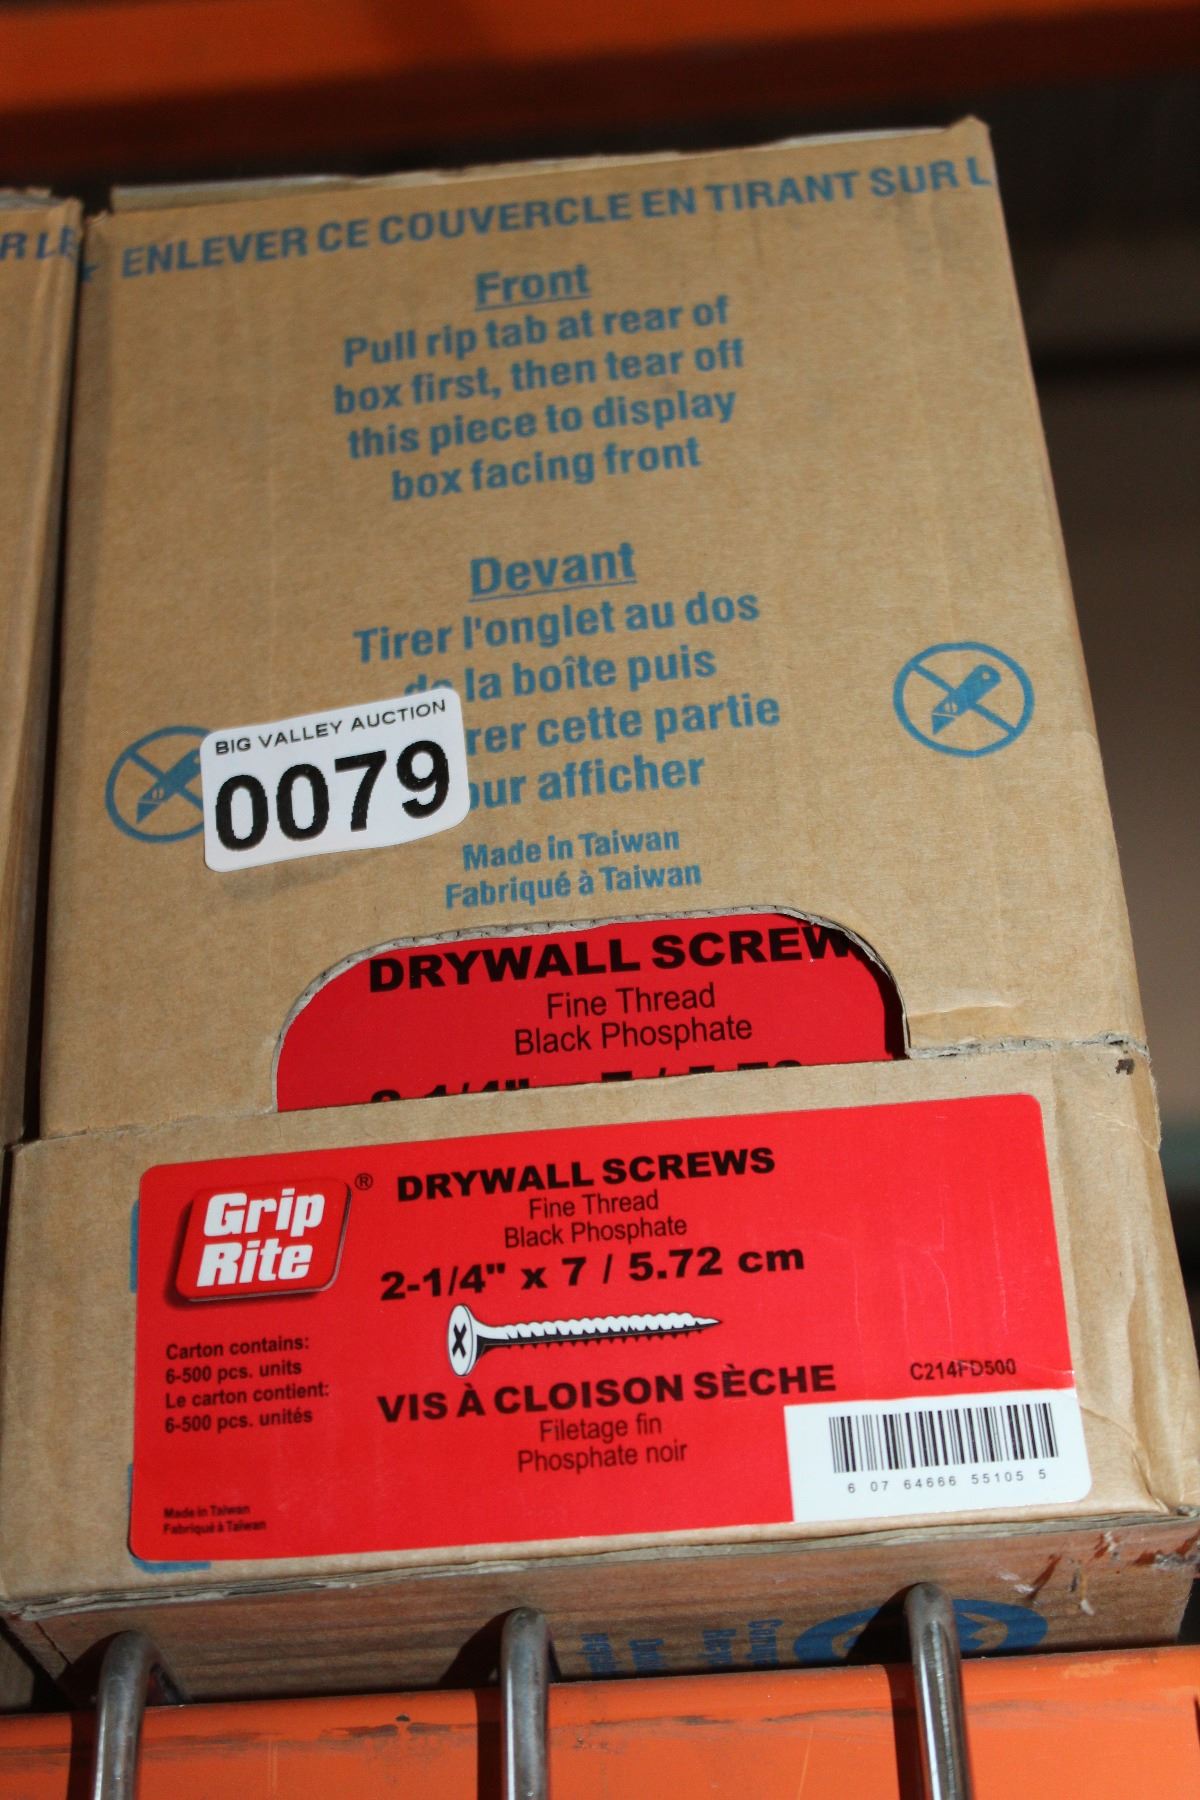 ENLEVER CE COUVERCLE EN TIRANT SUR L
Front
Pull rip tab at rear of
box first, then tear off
this piece to display
box facing front
Devant
Tirer l'onglet au dos
de la boîte puis
rer cette partie
our afficher
BIG VALLEY AUCTION
0079
Made in Taiwan
Fabriqué à Taiwan
DRYWALL SCREW
Fine Thread
Black Phosphate
Grip
Rite ®
DRYWALL SCREWS
Fine Thread
Black Phosphate
2-1/4" x 7 / 5.72 cm
Carton contains:
6-500 pcs. units
Le carton contient:
6-500 pcs. unités
VIS À CLOISON SÈCHE
Filetage fin
Phosphate noir
C214FD500
6 07 64666 55105 5
Made in Taiwan
Fabriqué à Taiwan